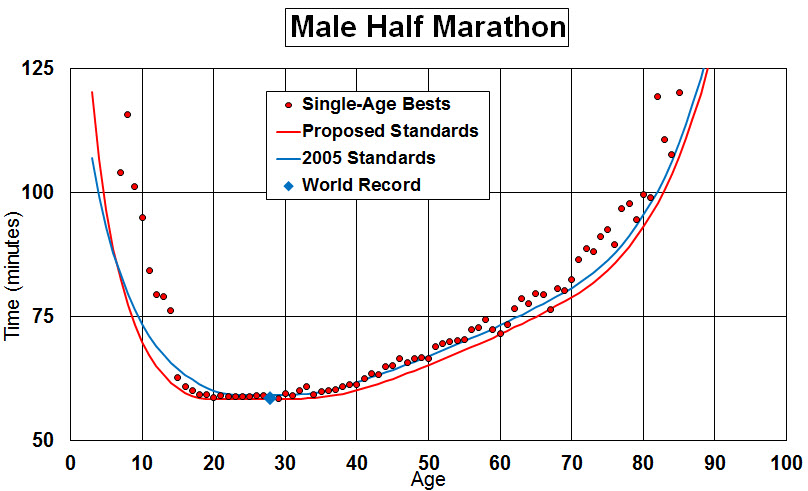 Male Half Marathon
125
100
75
50
Time (minutes)
Single-Age Bests
Proposed Standards
2005 Standards
World Record
0 10 20 30 40 50 60 70 80 90 100
Age